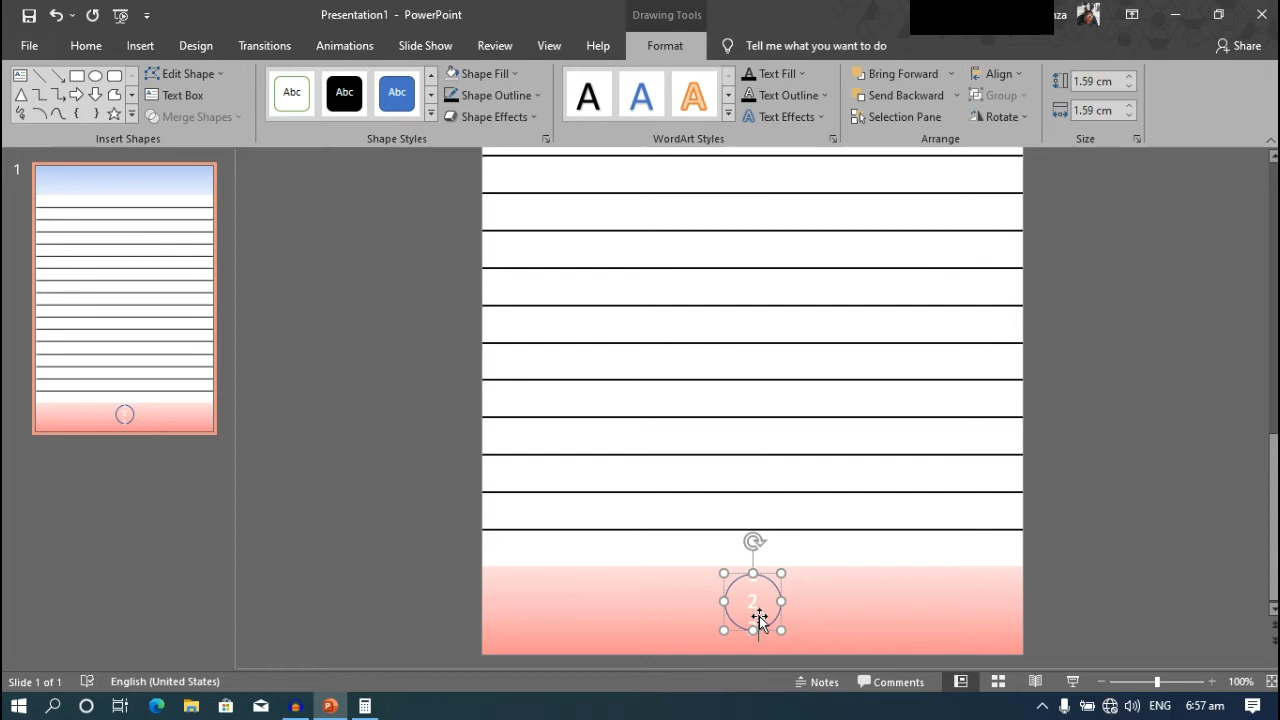 Presentation1 - PowerPoint
Drawing Tools
nza
File
Home
Insert
Design
Transitions
Animations
Slide Show
Review
View
Help
Format
Tell me what you want to do
Share
Edit Shape
Text Box
Merge Shapes
Insert Shapes
Abc
Abc
Abc
Shape Fill
Shape Outline
Shape Effects
Shape Styles
A
A
A
Text Fill
Text Outline
Text Effects
WordArt Styles
Bring Forward
Send Backward
Selection Pane
Align
Group
Rotate
Arrange
1.59 cm
1.59 cm
Size
1
2
Slide 1 of 1
English (United States)
Notes
Comments
100%
ENG
6:57 am